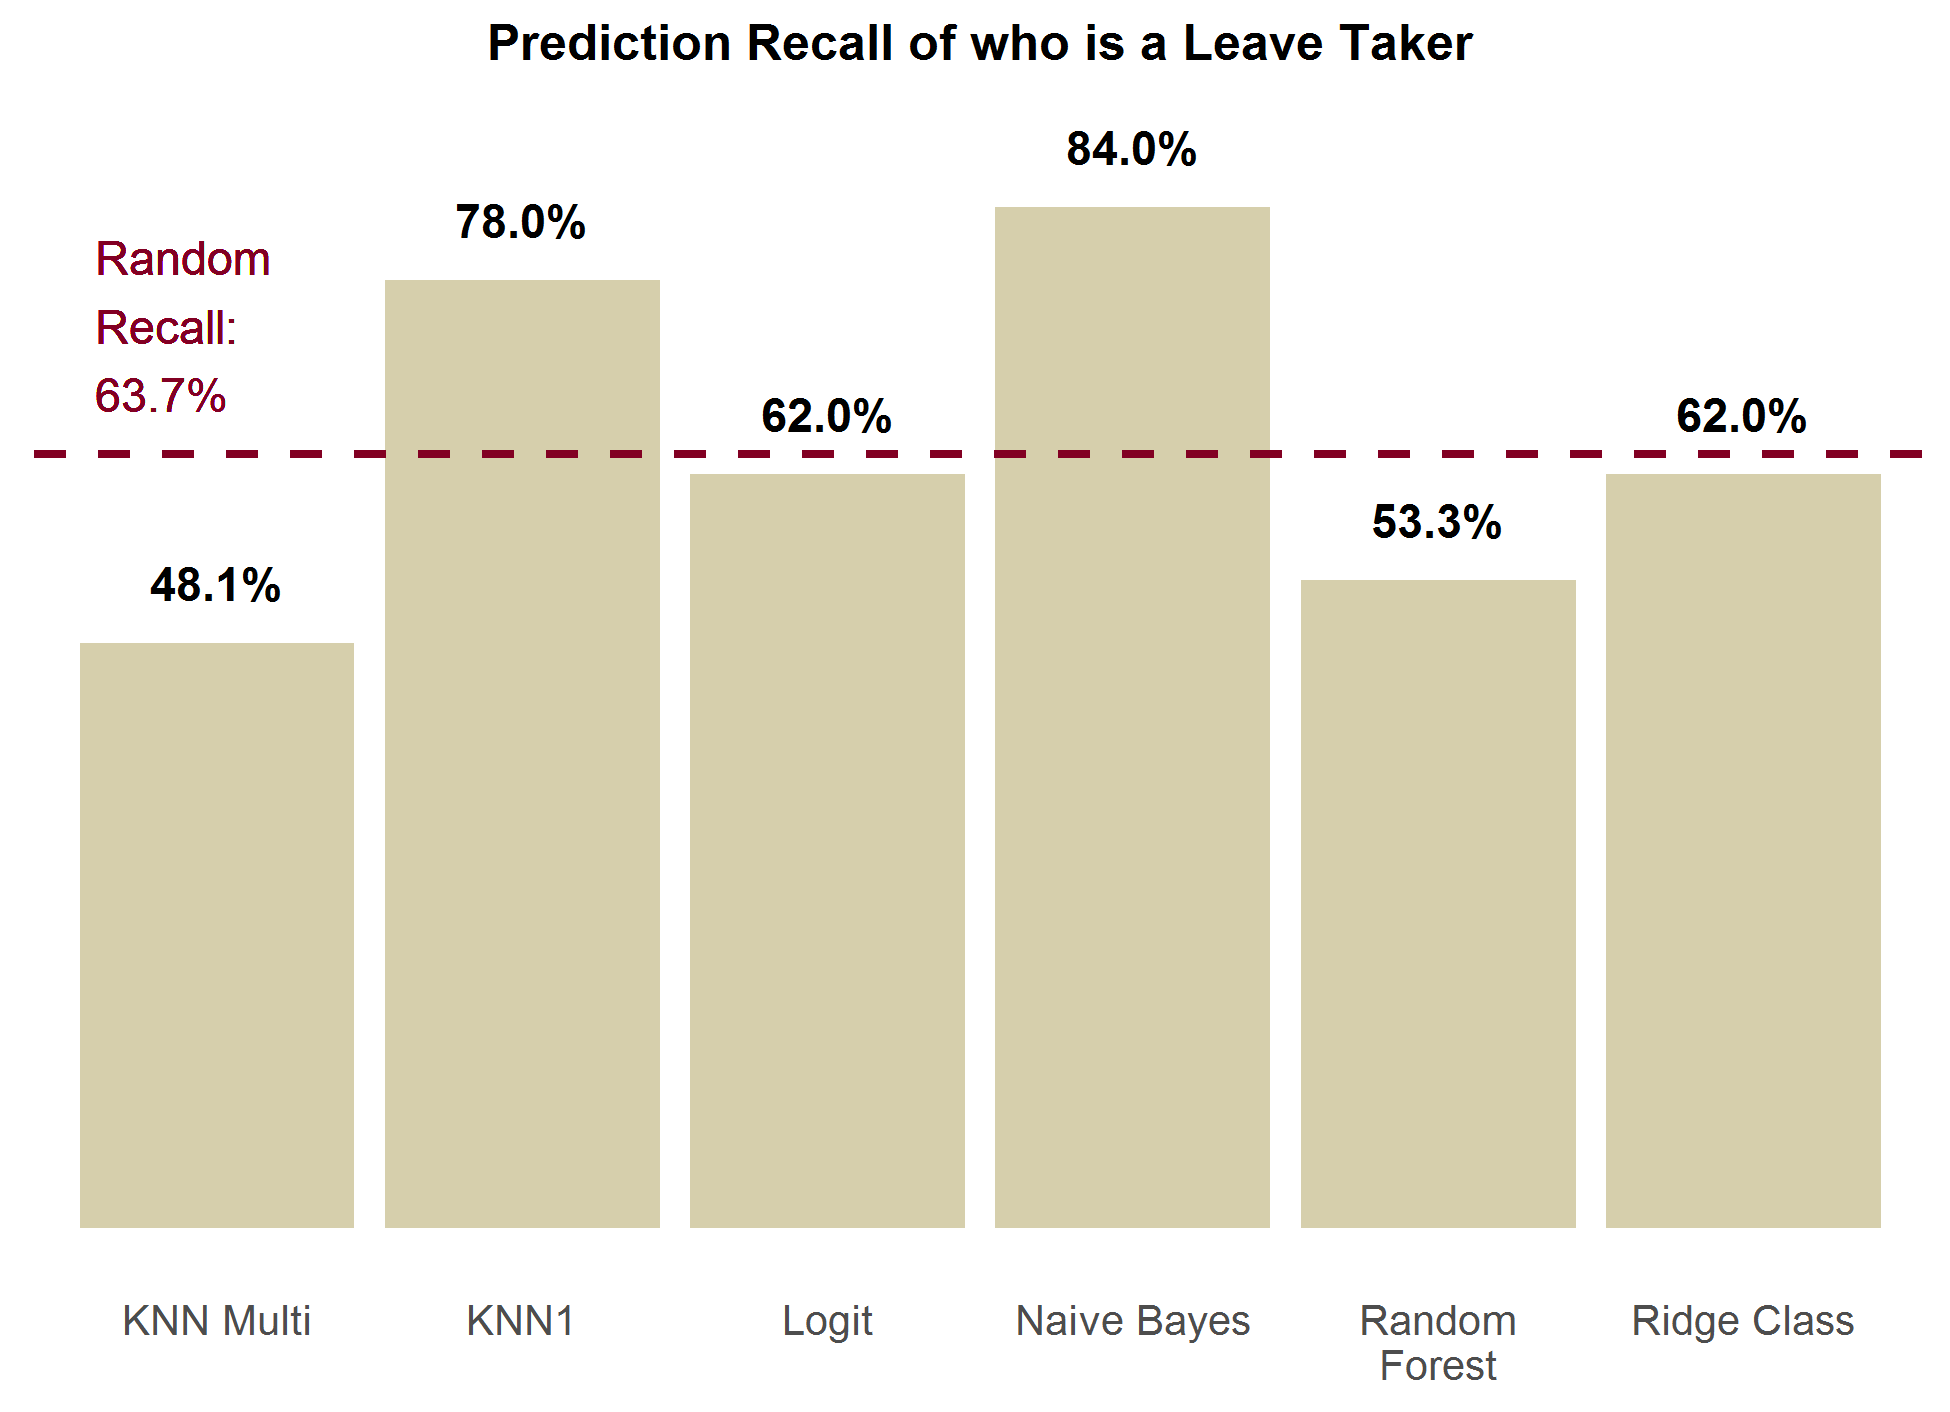 Prediction Recall of who is a Leave Taker
84.0%
78.0%
Random
Recall:
63.7%
62.0%
62.0%
53.3%
48.1%
KNN Multi
KNN1
Logit
Naive Bayes
Random
Forest
Ridge Class